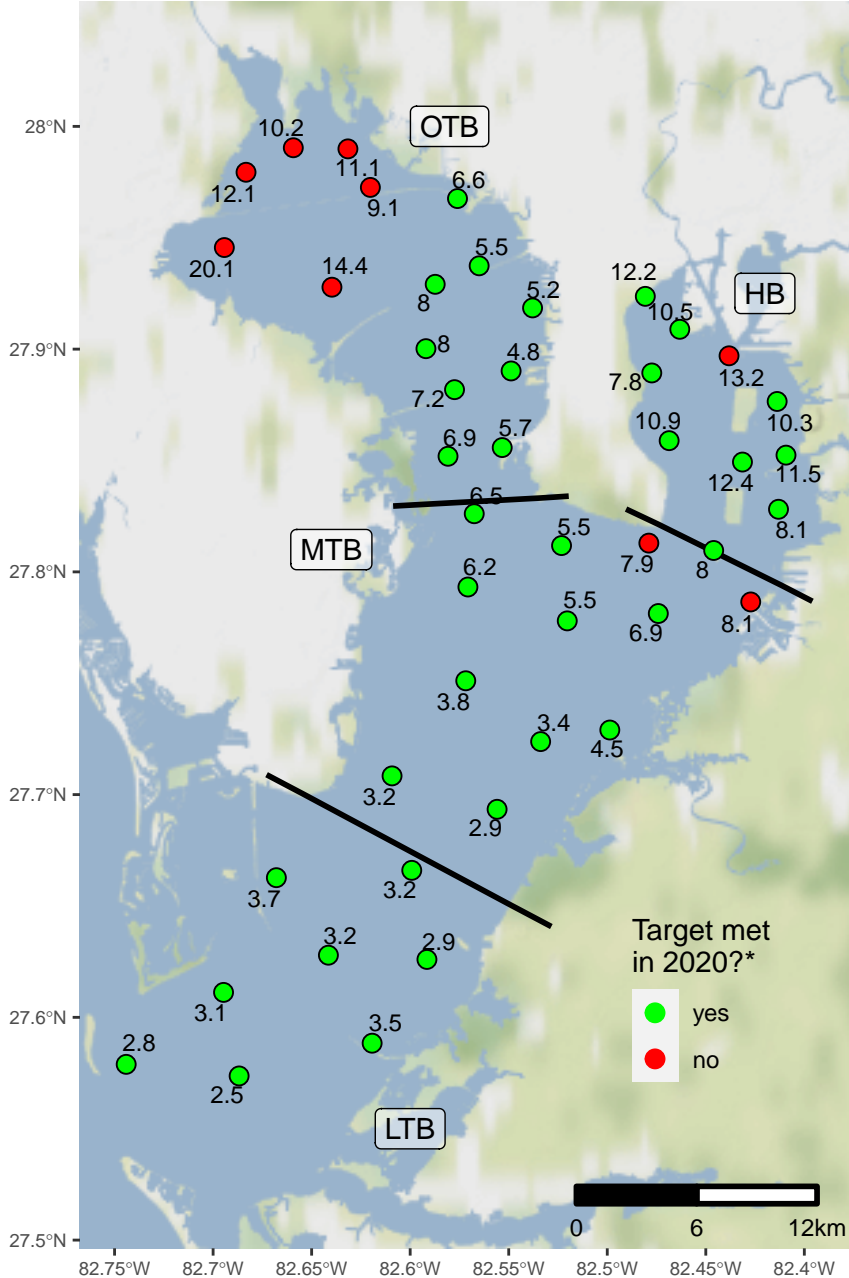 28°N
27.9°N
27.8°N
27.7°N
27.6°N
27.5°N
OTB
10.2
11.1
12.1
9.1
6.6
20.1
14.4
5.5
8
5.2
8
4.8
7.2
6.9
5.7
HB
12.2
10.5
13.2
7.8
10.3
10.9
12.4
11.5
8.1
8
MTB
6.5
5.5
7.9
6.2
5.5
6.9
8.1
3.8
3.4
4.5
3.2
2.9
3.2
3.7
3.2
2.9
3.1
3.5
2.8
2.5
LTB
Target met
in 2020?*
yes
no
0 6 12km
82.75°W 82.7°W 82.65°W 82.6°W 82.55°W 82.5°W 82.45°W 82.4°W